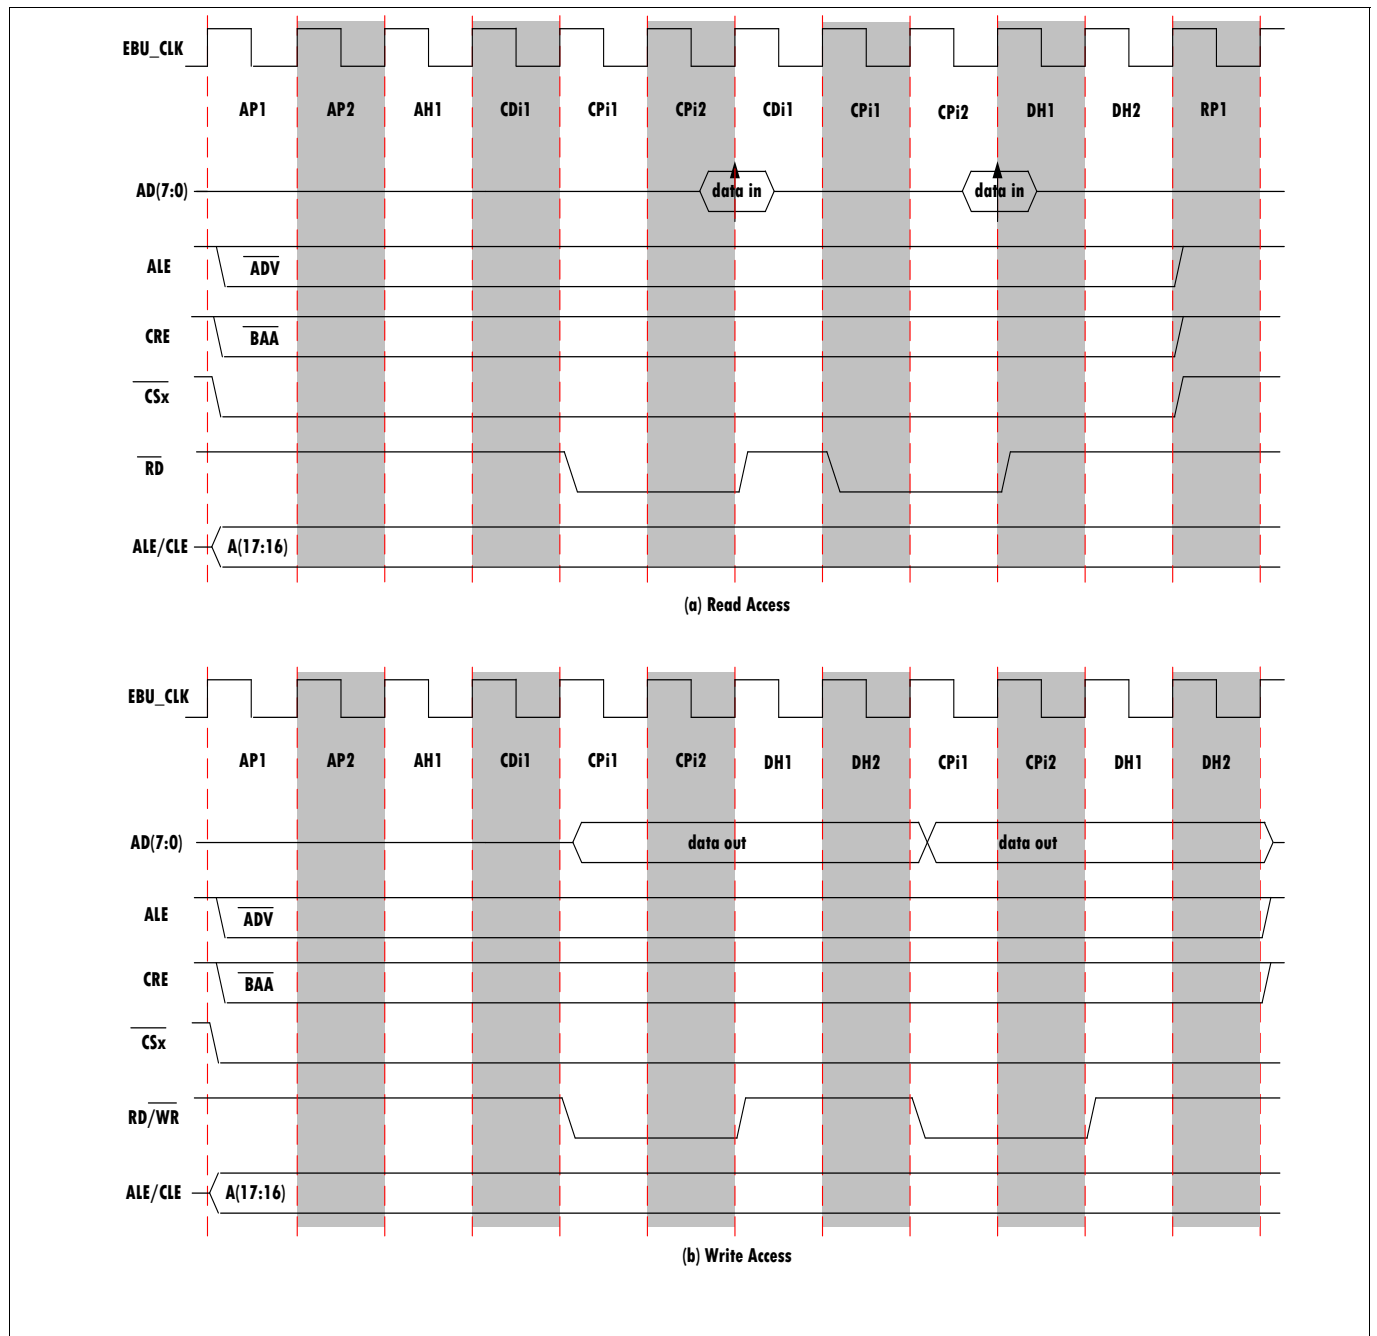 EBU_CLK
AP1 AP2 AH1 CDi1 CPi1 CPi2 CDi1 CPi1 CPi2 DH1 DH2 RP1
AD(7:0) data in data in
ALE ADV
CRE BAA
CSx
RD
ALE/CLE A(17:16)
(a) Read Access
EBU_CLK
AP1 AP2 AH1 CDi1 CPi1 CPi2 DH1 DH2 CPi1 CPi2 DH1 DH2
AD(7:0) data out data out
ALE ADV
CRE BAA
CSx
RD/WR
ALE/CLE A(17:16)
(b) Write Access